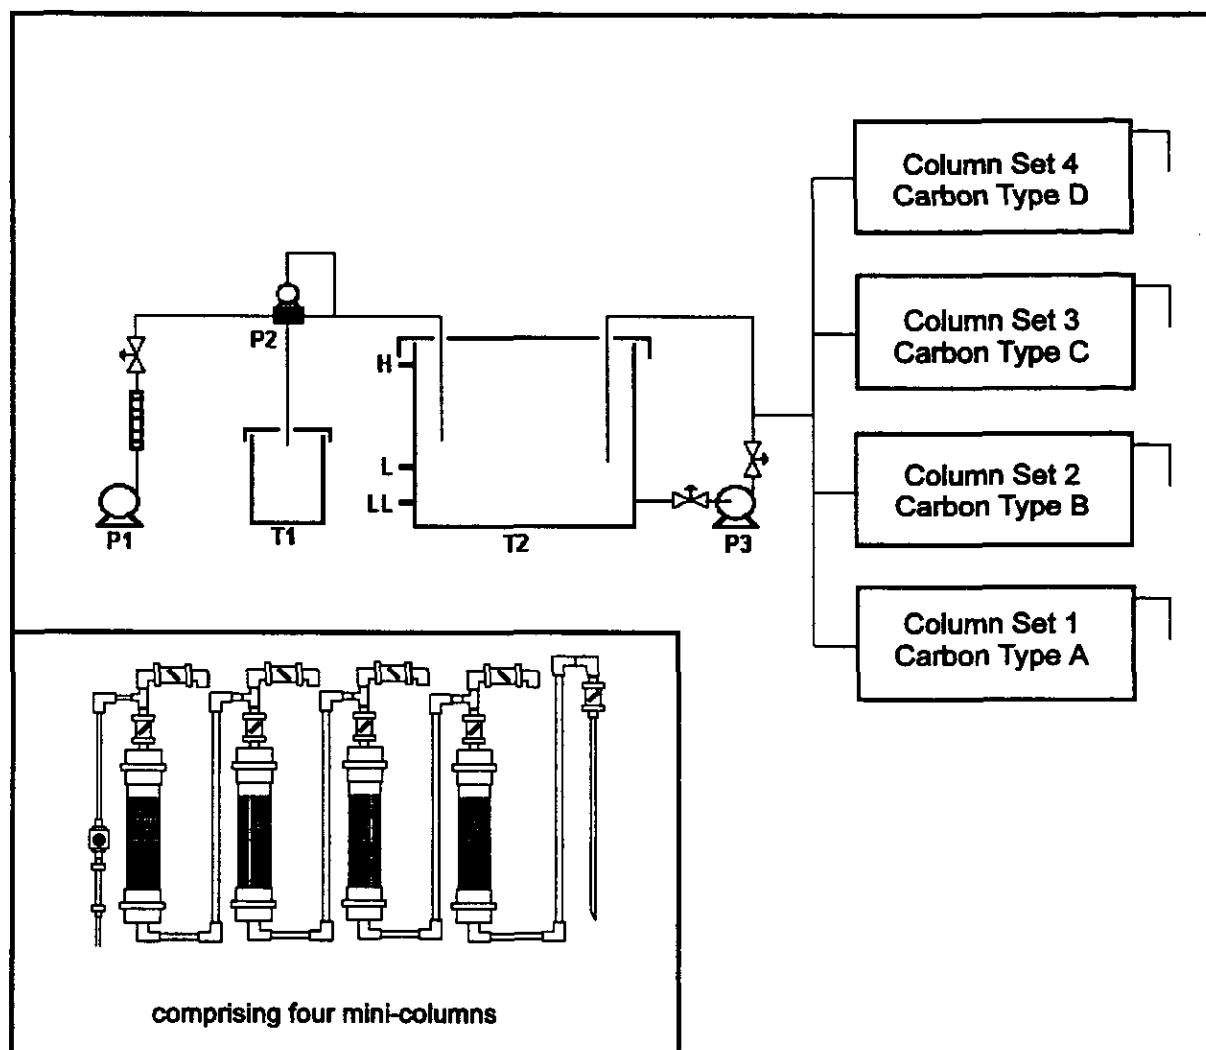 Column Set 4
Carbon Type D
Column Set 3
Carbon Type C
P2
H
L
LL
Column Set 2
Carbon Type B
P1
T1
T2
P3
Column Set 1
Carbon Type A
comprising four mini-columns